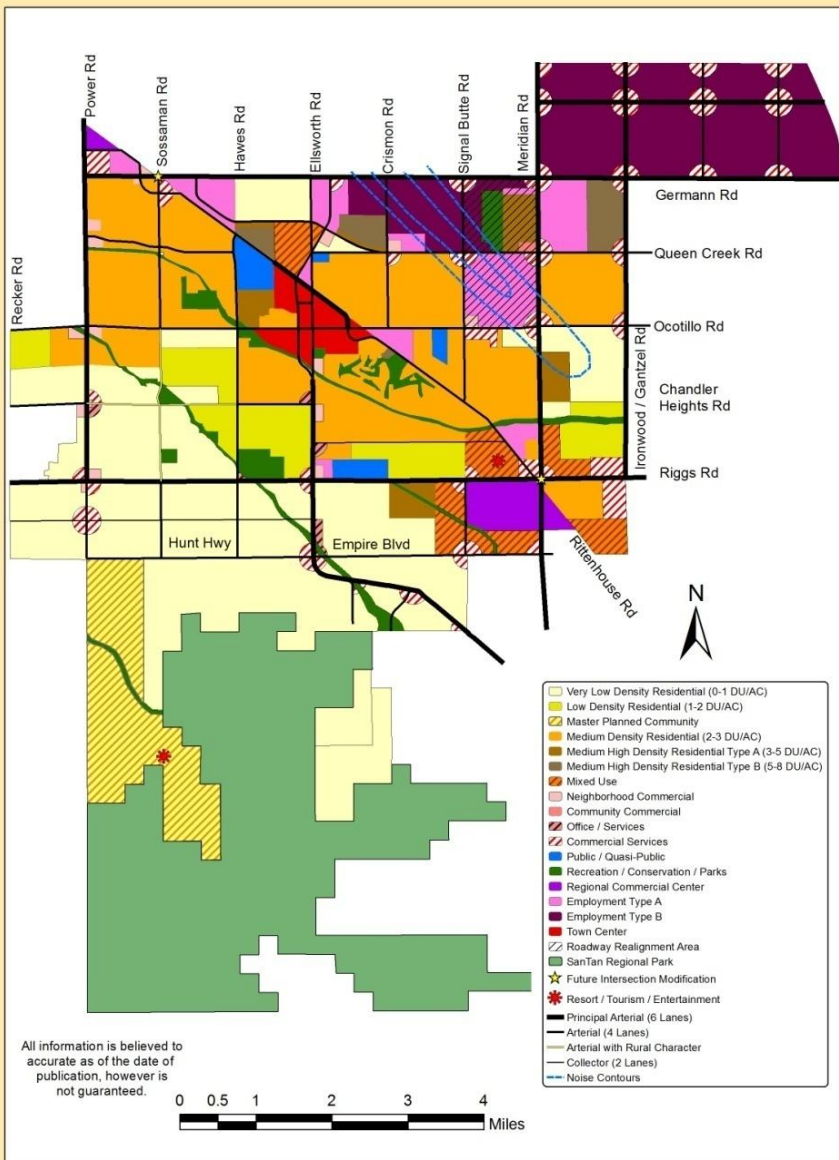 Power Rd
Sossaman Rd
Hawes Rd
Ellsworth Rd
Crismon Rd
Signal Butte Rd
Meridian Rd
Germann Rd
Queen Creek Rd
Recker Rd
Ocotillo Rd
Ironwood / Gantzel Rd
Chandler
Heights Rd
Riggs Rd
Hunt Hwy
Empire Blvd
Rittenhouse Rd
N
Very Low Density Residential (0-1 DU/AC)
Low Density Residential (1-2 DU/AC)
Master Planned Community
Medium Density Residential (2-3 DU/AC)
Medium High Density Residential Type A (3-5 DU/AC)
Medium High Density Residential Type B (5-8 DU/AC)
Mixed Use
Neighborhood Commercial
Community Commercial
Office / Services
Commercial Services
Public / Quasi-Public
Recreation / Conservation / Parks
Regional Commercial Center
Employment Type A
Employment Type B
Town Center
Roadway Realignment Area
SanTan Regional Park
Future Intersection Modification
Resort / Tourism / Entertainment
Principal Arterial (6 Lanes)
Arterial (4 Lanes)
Arterial with Rural Character
Collector (2 Lanes)
Noise Contours
All information is believed to
accurate as of the date of
publication, however is
not guaranteed.
0 0.5 1 2 3 4
Miles